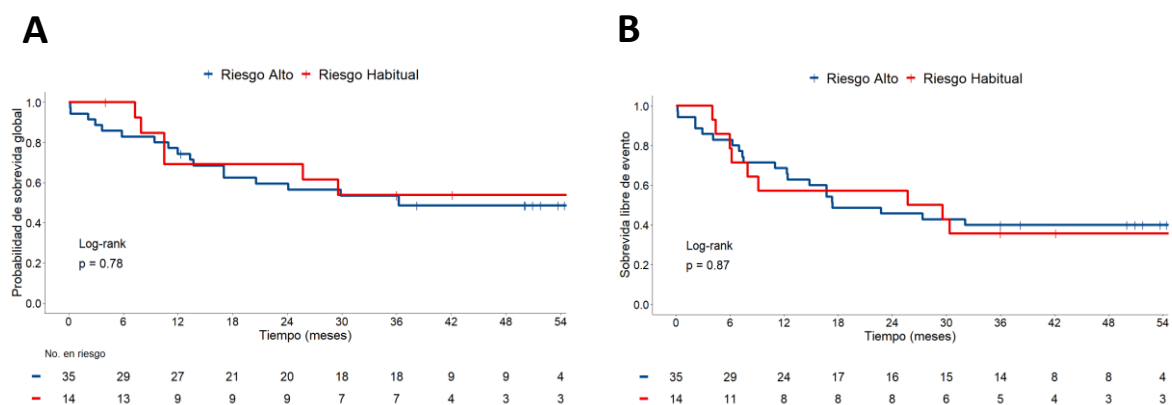 A
Riesgo Alto Riesgo Habitual
Probabilidad de sobrevida global
1.0
0.8
0.6
0.4
0.2
0.0
Log-rank
p = 0.78
0 6 12 18 24 30 36 42 48 54
Tiempo (meses)
No. en riesgo
35 29 27 21 20 18 18 9 9 4
14 13 9 9 9 7 7 4 3 3
B
Riesgo Alto Riesgo Habitual
Sobrevida libre de evento
1.0
0.8
0.6
0.4
0.2
0.0
Log-rank
p = 0.87
0 6 12 18 24 30 36 42 48 54
Tiempo (meses)
35 29 24 17 16 15 14 8 8 4
14 11 8 8 8 6 5 4 3 3